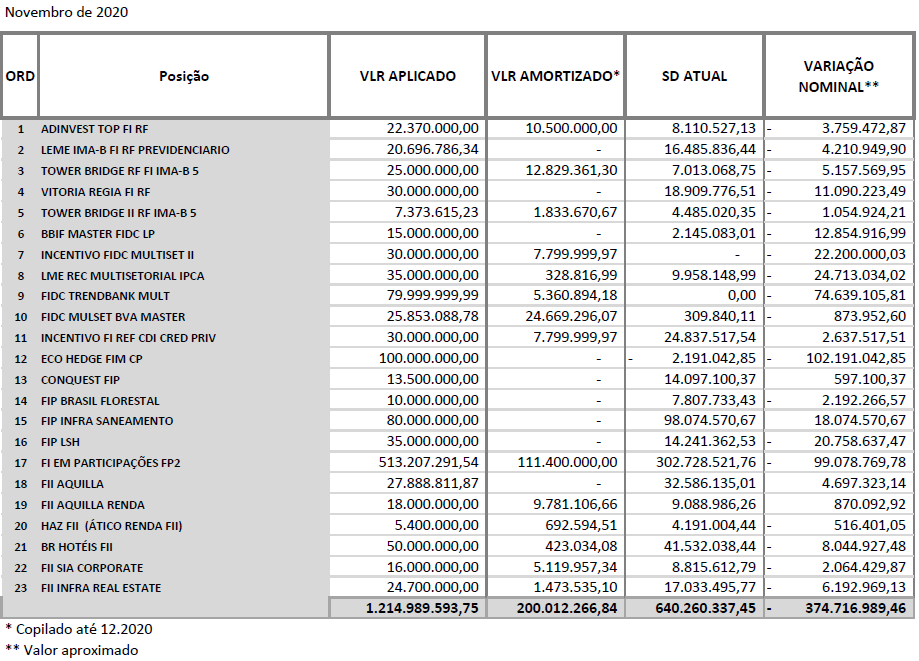 Novembro de 2020
ORD Posição VLR APLICADO VLR AMORTIZADO* SD ATUAL VARIAÇÃO NOMINAL**
1 ADINVEST TOP FI RF 22.370.000,00 10.500.000,00 8.110.527,13 - 3.759.472,87
2 LEME IMA-B FI RF PREVIDENCIARIO 20.696.786,34 - 16.485.836,44 - 4.210.949,90
3 TOWER BRIDGE RF FI IMA-B 5 25.000.000,00 12.829.361,30 7.013.068,75 - 5.157.569,95
4 VITORIA REGIA FI RF 30.000.000,00 - 18.909.776,51 - 11.090.223,49
5 TOWER BRIDGE II RF IMA-B 5 7.373.615,23 1.833.670,67 4.485.020,35 - 1.054.924,21
6 BBIF MASTER FIDC LP 15.000.000,00 - 2.145.083,01 - 12.854.916,99
7 INCENTIVO FIDC MULTISET II 30.000.000,00 7.799.999,97 - - 22.200.000,03
8 LME REC MULTISETORIAL IPCA 35.000.000,00 328.816,99 9.958.148,99 - 24.713.034,02
9 FIDC TRENDBANK MULT 79.999.999,99 5.360.894,18 0,00 - 74.639.105,81
10 FIDC MULSET BVA MASTER 25.853.088,78 24.669.296,07 309.840,11 - 873.952,60
11 INCENTIVO FI REF CDI CRED PRIV 30.000.000,00 7.799.999,97 24.837.517,54 2.637.517,51
12 ECO HEDGE FIM CP 100.000.000,00 - - 2.191.042,85 - 102.191.042,85
13 CONQUEST FIP 13.500.000,00 - 14.097.100,37 597.100,37
14 FIP BRASIL FLORESTAL 10.000.000,00 - 7.807.733,43 - 2.192.266,57
15 FIP INFRA SANEAMENTO 80.000.000,00 - 98.074.570,67 18.074.570,67
16 FIP LSH 35.000.000,00 - 14.241.362,53 - 20.758.637,47
17 FI EM PARTICIPAÇÕES FP2 513.207.291,54 111.400.000,00 302.728.521,76 - 99.078.769,78
18 FII AQUILLA 27.888.811,87 - 32.586.135,01 4.697.323,14
19 FII AQUILLA RENDA 18.000.000,00 9.781.106,66 9.088.986,26 870.092,92
20 HAZ FII (ÁTICO RENDA FII) 5.400.000,00 692.594,51 4.191.004,44 - 516.401,05
21 BR HOTÉIS FII 50.000.000,00 423.034,08 41.532.038,44 - 8.044.927,48
22 FII SIA CORPORATE 16.000.000,00 5.119.957,34 8.815.612,79 - 2.064.429,87
23 FII INFRA REAL ESTATE 24.700.000,00 1.473.535,10 17.033.495,77 - 6.192.969,13
1.214.989.593,75 200.012.266,84 640.260.337,45 - 374.716.989,46
* Copilado até 12.2020
** Valor aproximado